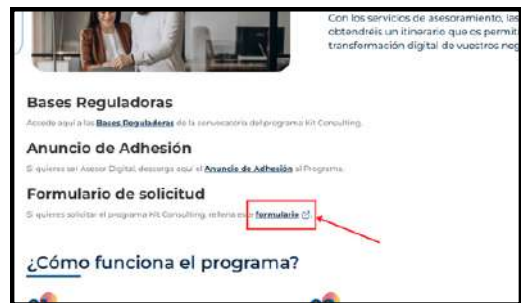 Con los servicios de asesoramiento, las
obtendréis un itinerario que os permit
transformación digital de vuestros neg
Bases Reguladoras
Accede aquí a las Bases Reguladoras de la convocatoria del programa Kit Consulting.
Anuncio de Adhesión
Si quieres ser Asesor Digital, descarga aquí el Anuncio de Adhesión al Programa.
Formulario de solicitud
Si quieres solicitar el programa Kit Consulting, rellena este formulario
¿Cómo funciona el programa?